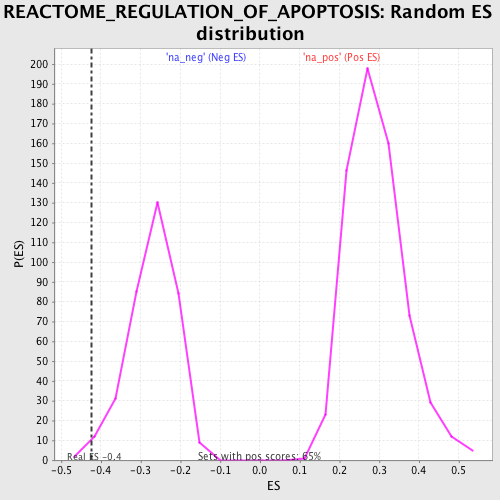 REACTOME_REGULATION_OF_APOPTOSIS: Random ES
distribution
'na_neg' (Neg ES)
'na_pos' (Pos ES)
P(ES)
200
190
180
170
160
150
140
130
120
110
100
90
80
70
60
50
40
30
20
10
0
Real ES -0.4
Sets with pos scores: 65%
-0.5 -0.4 -0.3 -0.2 -0.1 0.0 0.1 0.2 0.3 0.4 0.5
ES